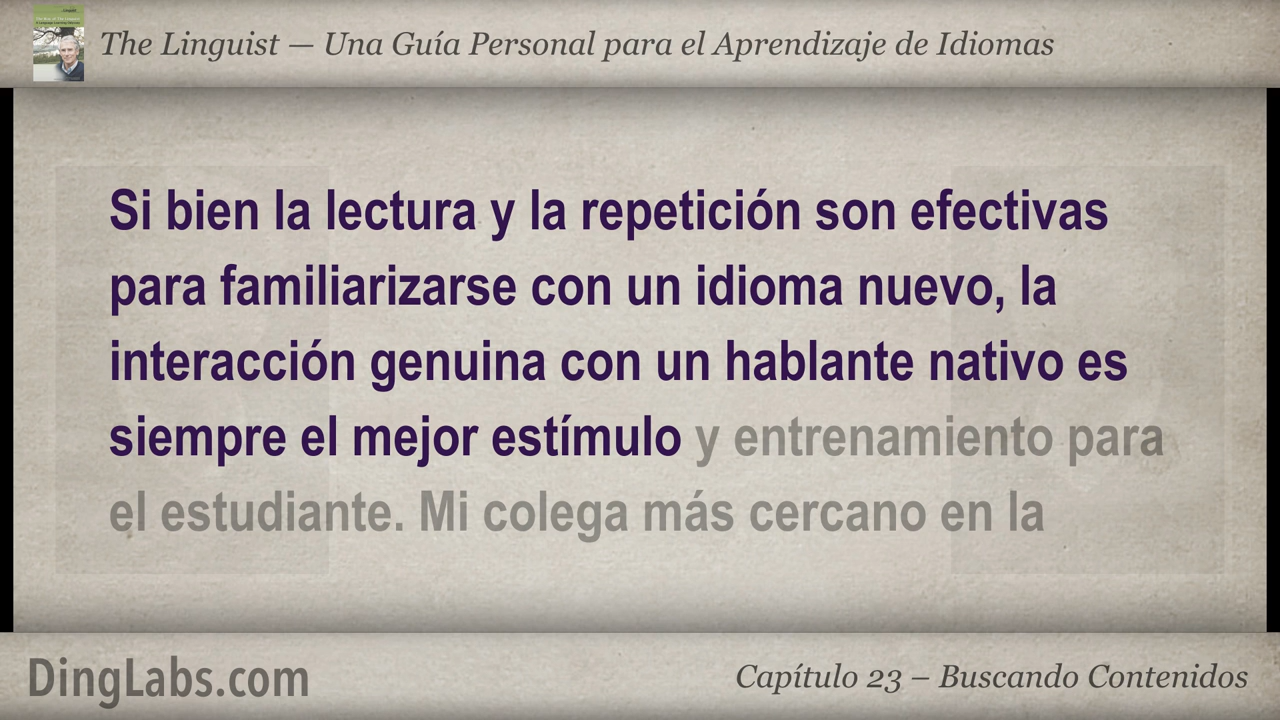 The Linguist — Una Guía Personal para el Aprendizaje de Idiomas
Si bien la lectura y la repetición son efectivas
para familiarizarse con un idioma nuevo, la
interacción genuina con un hablante nativo es
siempre el mejor estímulo y entrenamiento para
el estudiante. Mi colega más cercano en la
DingLabs.com
Capítulo 23 – Buscando Contenidos